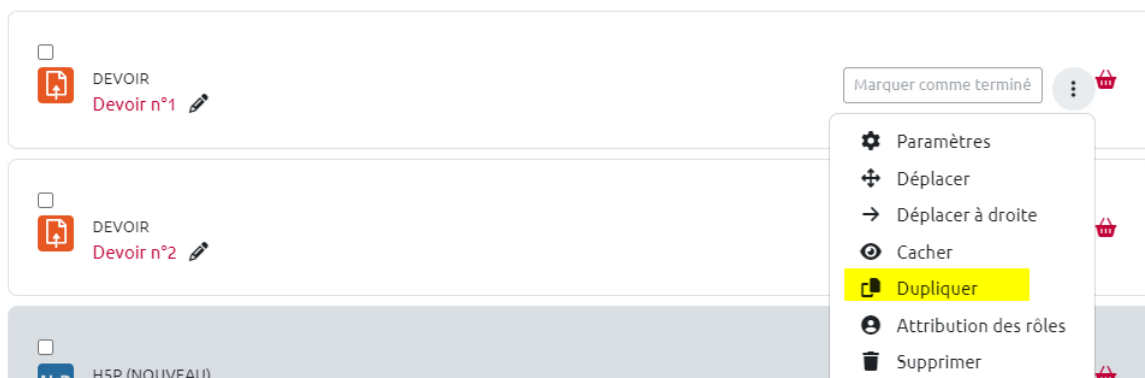 DEVOIR
Devoir n°1
Marquer comme terminé
Paramètres
Déplacer
Déplacer à droite
DEVOIR
Devoir n°2
Cacher
Dupliquer
Attribution des rôles
Supprimer
H5P (NOUVEAU)